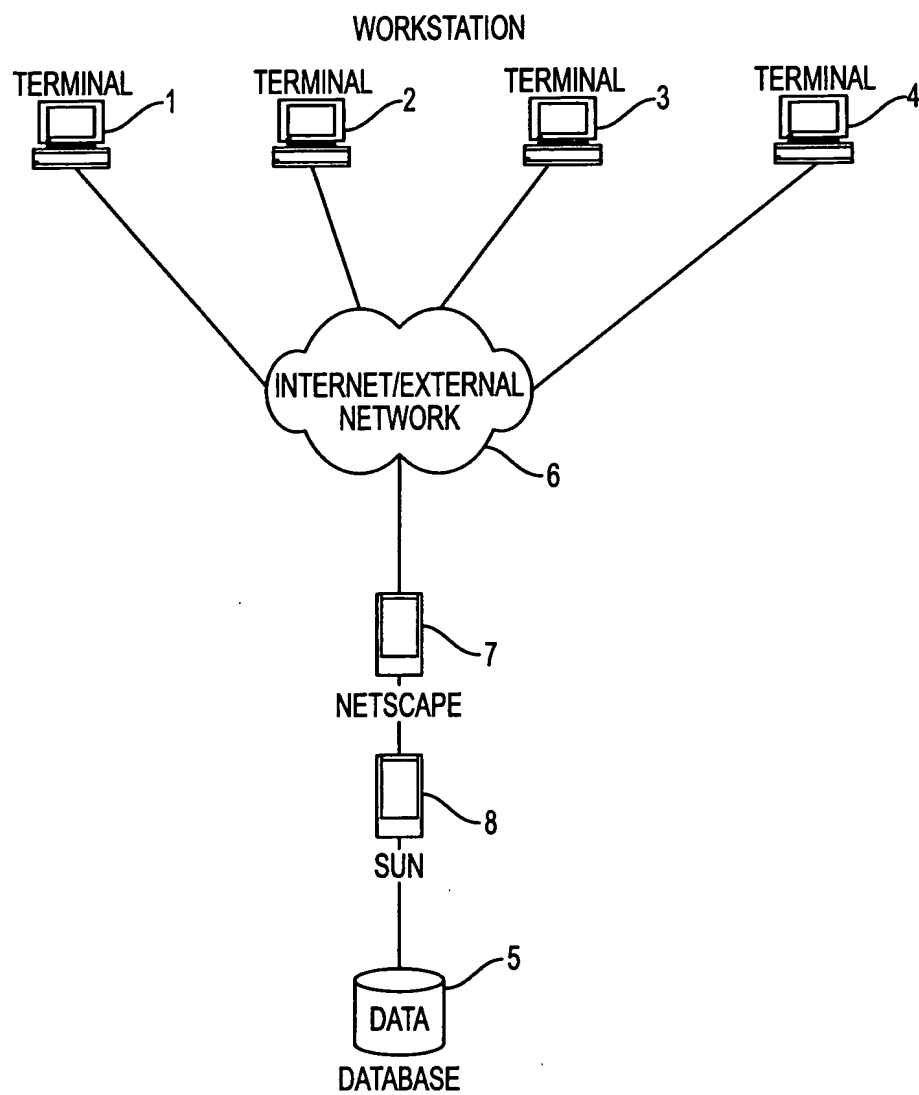 WORKSTATION
TERMINAL
1
TERMINAL
2
TERMINAL
3
TERMINAL
4
INTERNET/EXTERNAL
NETWORK
6
7
NETSCAPE
8
SUN
5
DATA
DATABASE